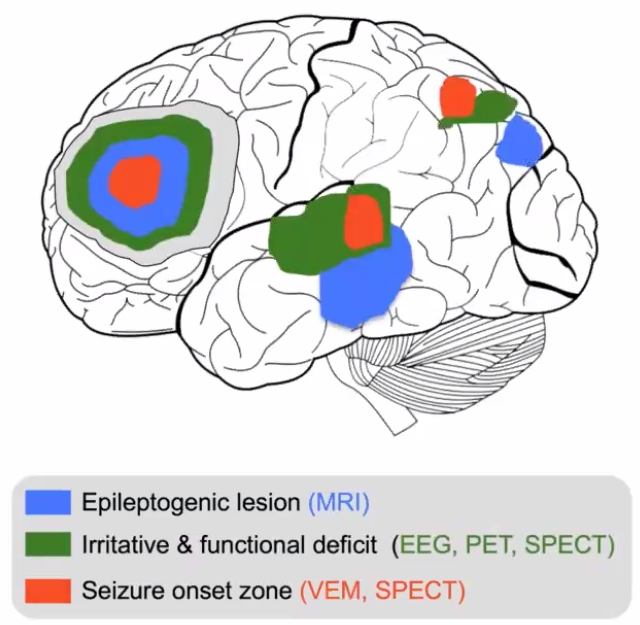 Epileptogenic lesion (MRI)
Irritative & functional deficit (EEG, PET, SPECT)
Seizure onset zone (VEM, SPECT)